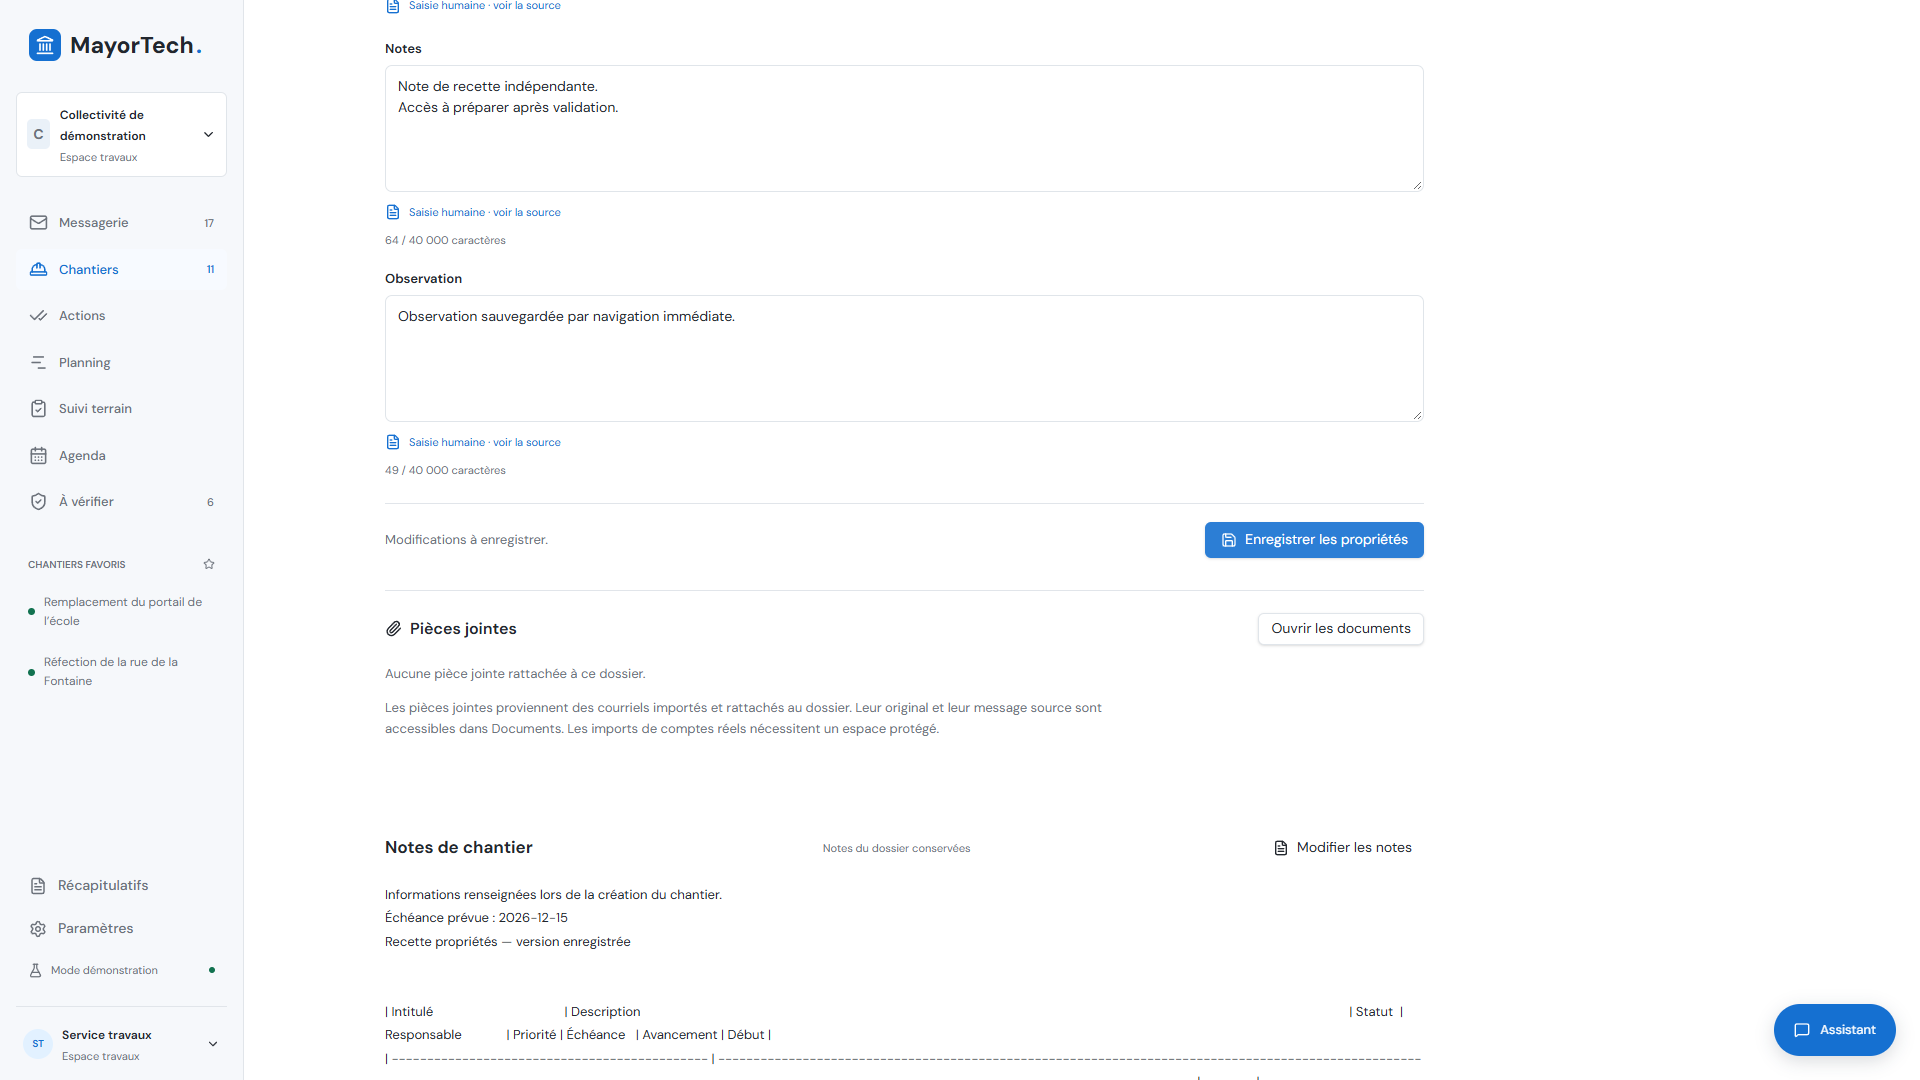 MayorTech.
C
Collectivité de
démonstration
Espace travaux
Messagerie 17
Chantiers 11
Actions
Planning
Suivi terrain
Agenda
À vérifier 6
CHANTIERS FAVORIS
Remplacement du portail de
l'école
Réfection de la rue de la
Fontaine
Récapitulatifs
Paramètres
Mode démonstration
ST
Service travaux
Espace travaux
Saisie humaine · voir la source
Notes
Note de recette indépendante.
Accès à préparer après validation.
Saisie humaine · voir la source
64 / 40 000 caractères
Observation
Observation sauvegardée par navigation immédiate.
Saisie humaine · voir la source
49 / 40 000 caractères
Modifications à enregistrer.
Enregistrer les propriétés
Pièces jointes
Ouvrir les documents
Aucune pièce jointe rattachée à ce dossier.
Les pièces jointes proviennent des courriels importés et rattachés au dossier. Leur original et leur message source sont
accessibles dans Documents. Les imports de comptes réels nécessitent un espace protégé.
Notes de chantier
Notes du dossier conservées
Modifier les notes
Informations renseignées lors de la création du chantier.
Échéance prévue : 2026-12-15
Recette propriétés — version enregistrée
| Intitulé | Description | Statut |
Responsable | Priorité | Échéance | Avancement | Début |
Assistant